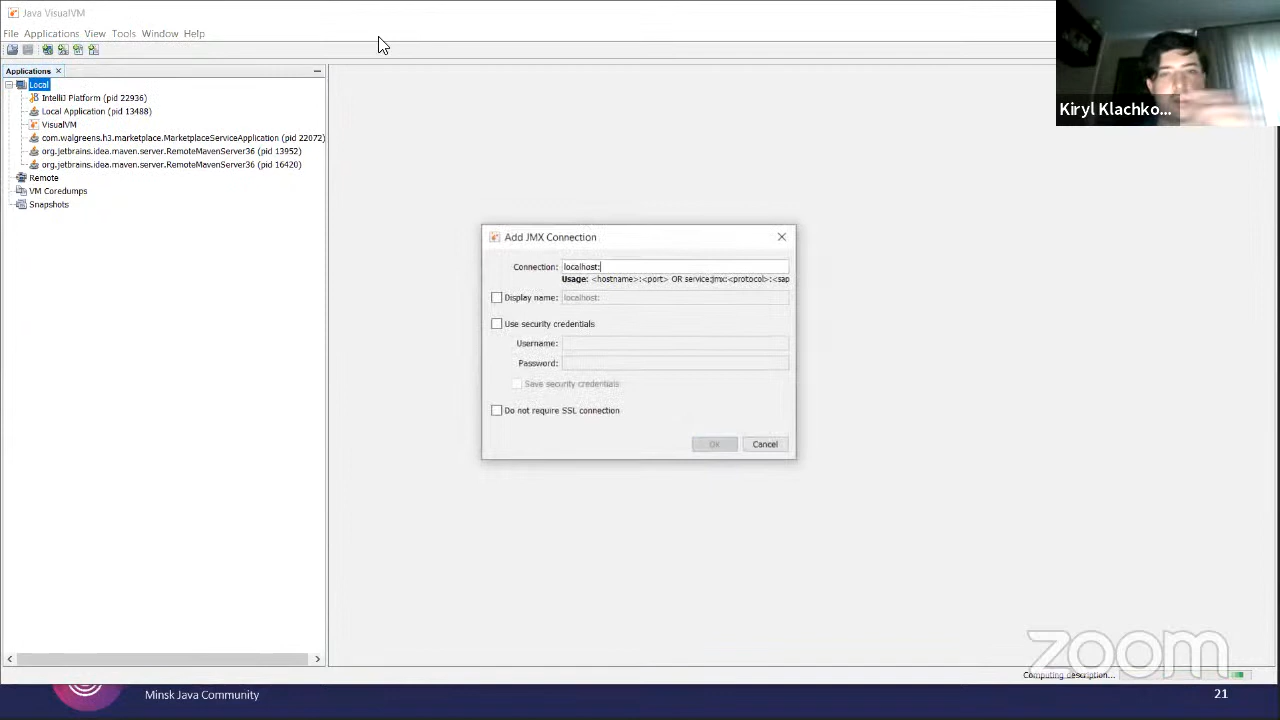 Java VisualVM
File Applications View Tools Window Help
Applications
Local
IntelliJ Platform (pid 22936)
Local Application (pid 13488)
VisualVM
com.walgreens.h3.marketplace.MarketplaceServiceApplication (pid 22072)
org.jetbrains.idea.maven.server.RemoteMavenServer36 (pid 13952)
org.jetbrains.idea.maven.server.RemoteMavenServer36 (pid 16420)
Remote
VM Coredumps
Snapshots
Kiryl Klachko...
Add JMX Connection
Connection: localhost:
Usage: <hostname>:<port> OR service:jmx:<protocol>:<sap
Display name: localhost:
Use security credentials
Username:
Password:
Save security credentials
Do not require SSL connection
OK Cancel
zoom
Computing description...
Minsk Java Community
21